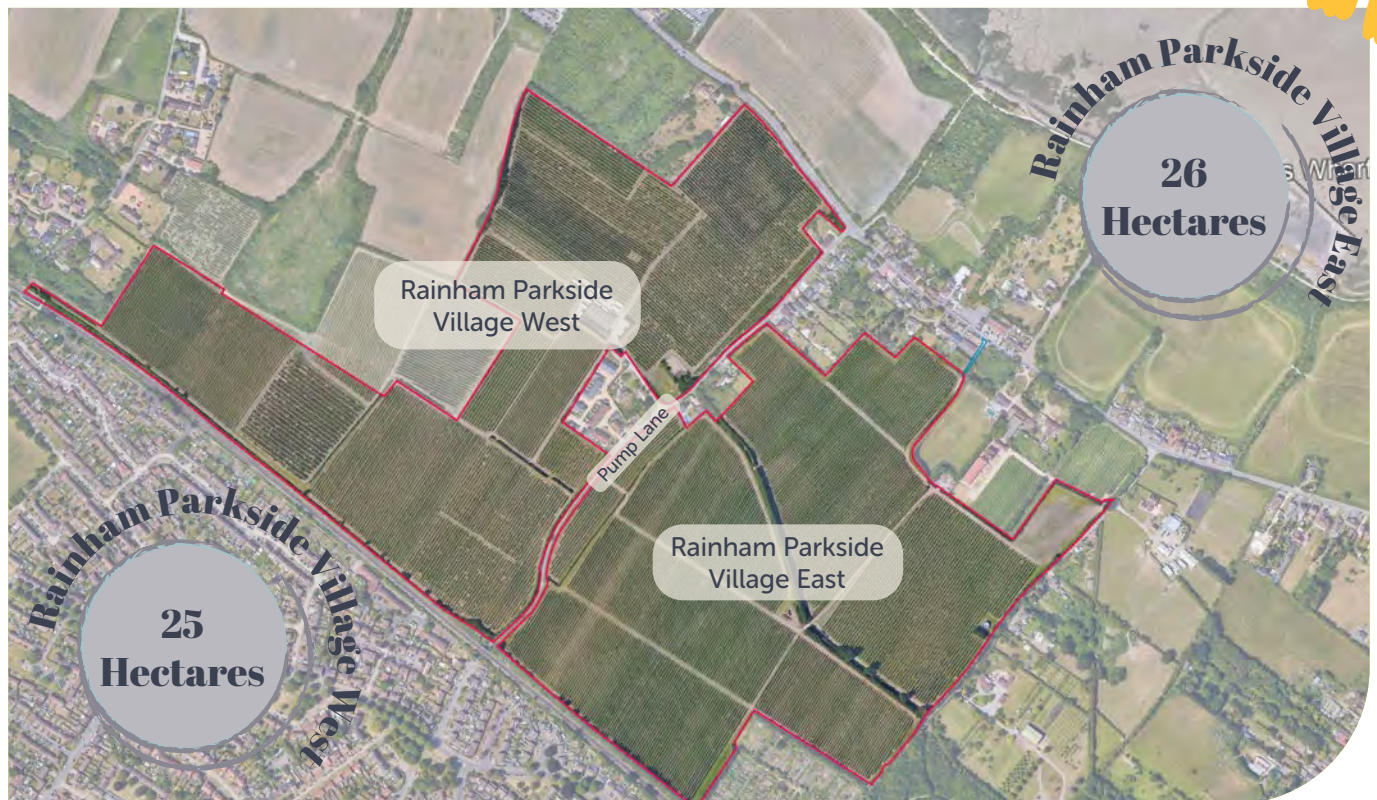 Rainham Parkside Village East
26
Hectares
s Wharf
Rainham Parkside
Village West
Pump Lane
Rainham Parkside
Village East
Rainham Parkside Village West
25
Hectares